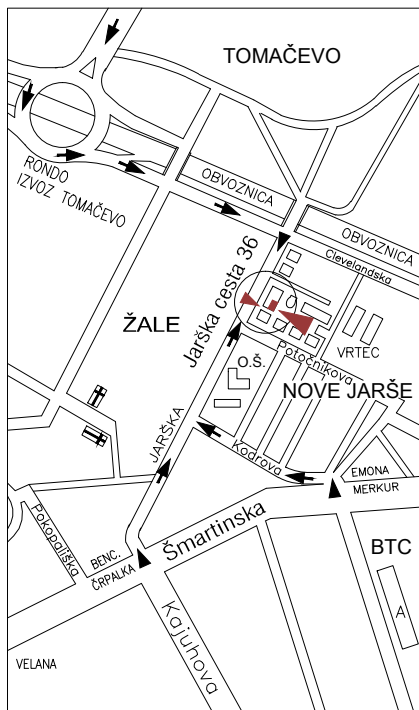 TOMAČEVO
RONDO
IZVOZ TOMAČEVO
OBVOZNICA
OBVOZNICA
Clevelandska
Jarška cesta 36
ŽALE
VRTEC
Potočnikova
O.Š.
NOVE JARŠE
JARŠKA
Kodrova
EMONA
MERKUR
Šmartinska
Pokopališka
BENC.
ČRPALKA
BTC
A
Kajuhova
VELANA